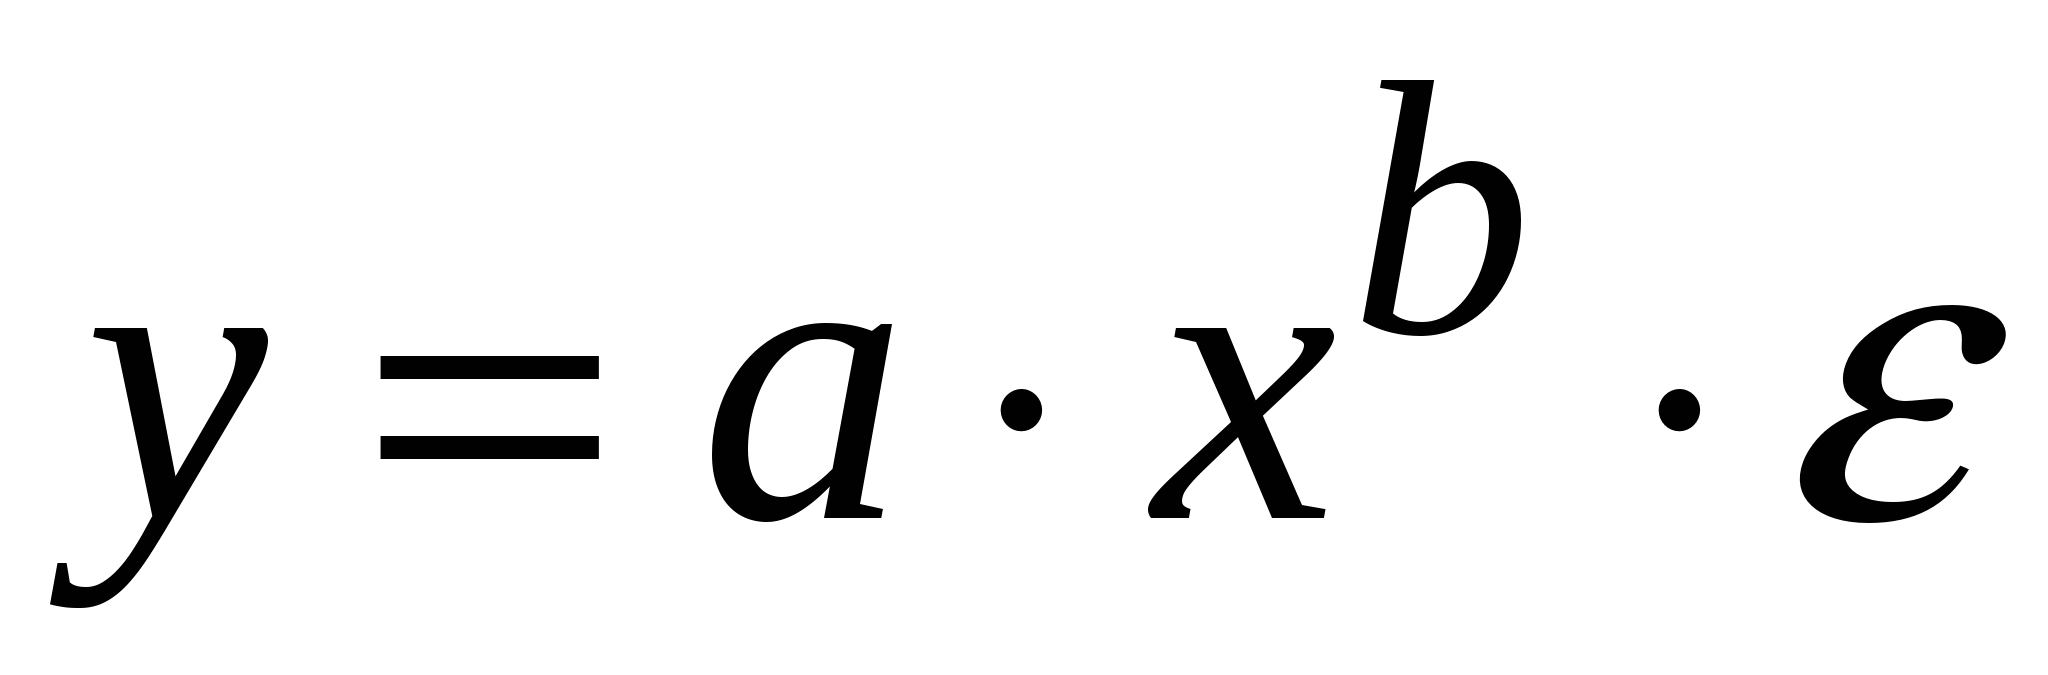 y = a · x^b · ε